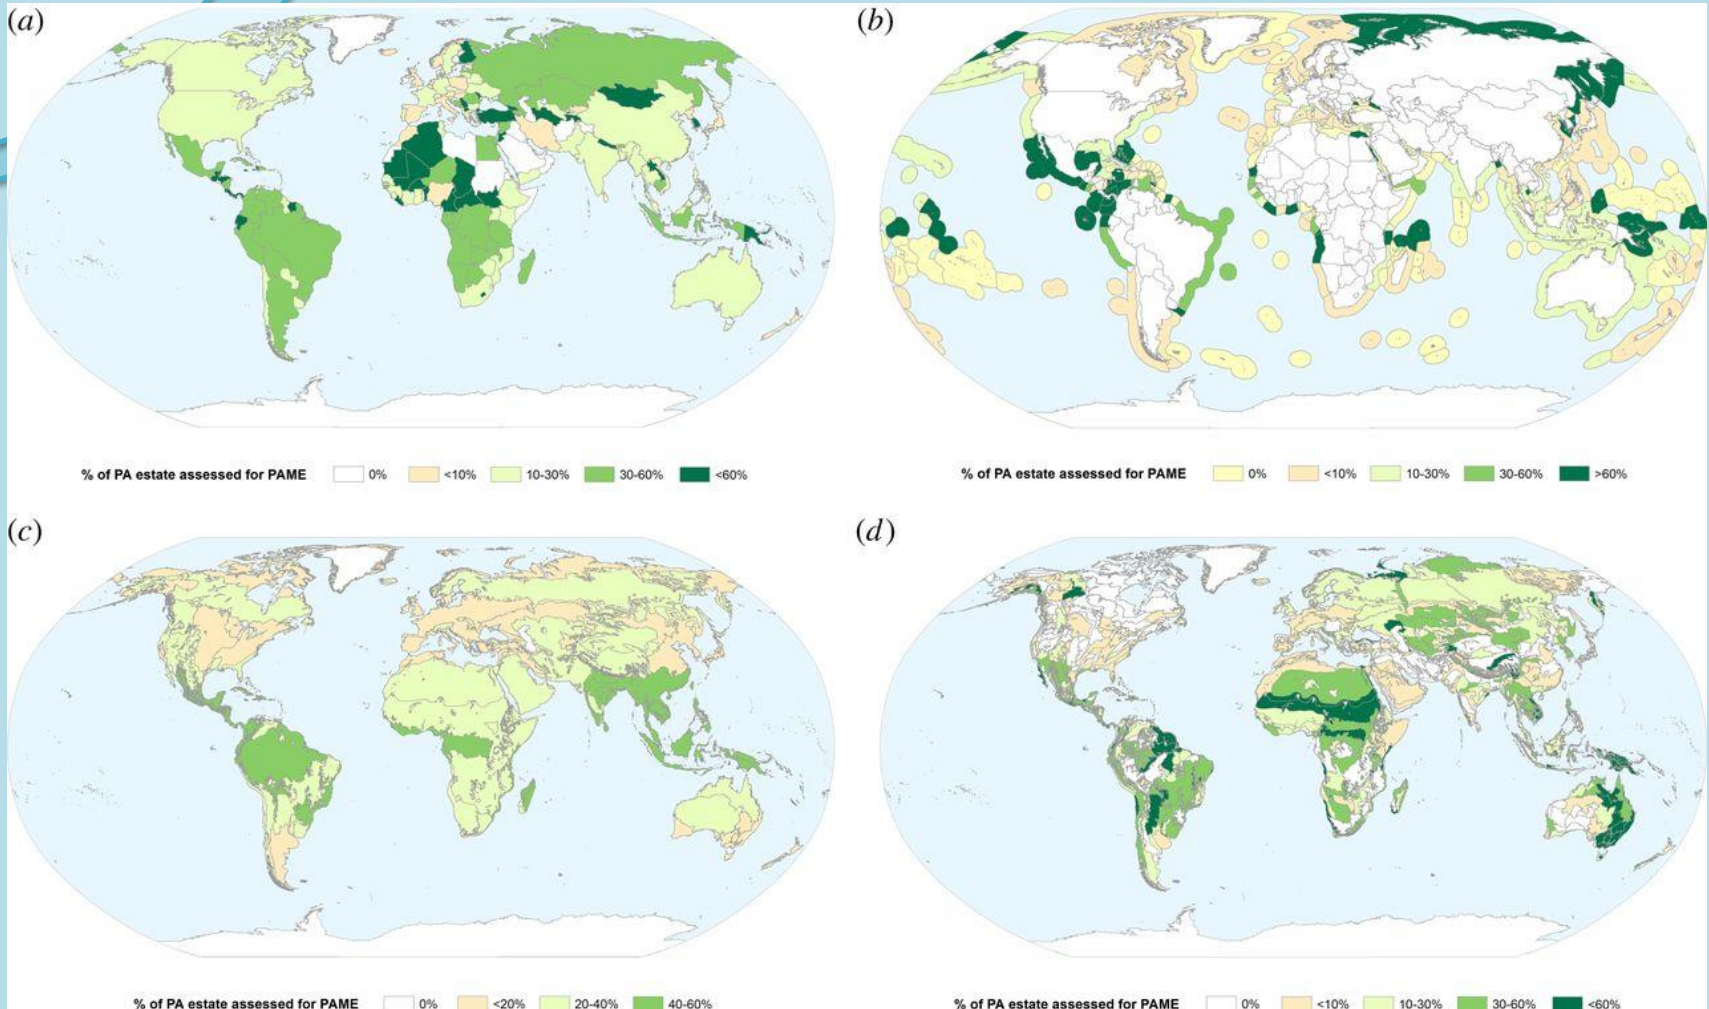 (a)
(b)
% of PA estate assessed for PAME 0% <10% 10-30% 30-60% <60%
% of PA estate assessed for PAME 0% <10% 10-30% 30-60% >60%
(c)
(d)
% of PA estate assessed for PAME 0% <20% 20-40% 40-60%
% of PA estate assessed for PAME 0% <10% 10-30% 30-60% <60%